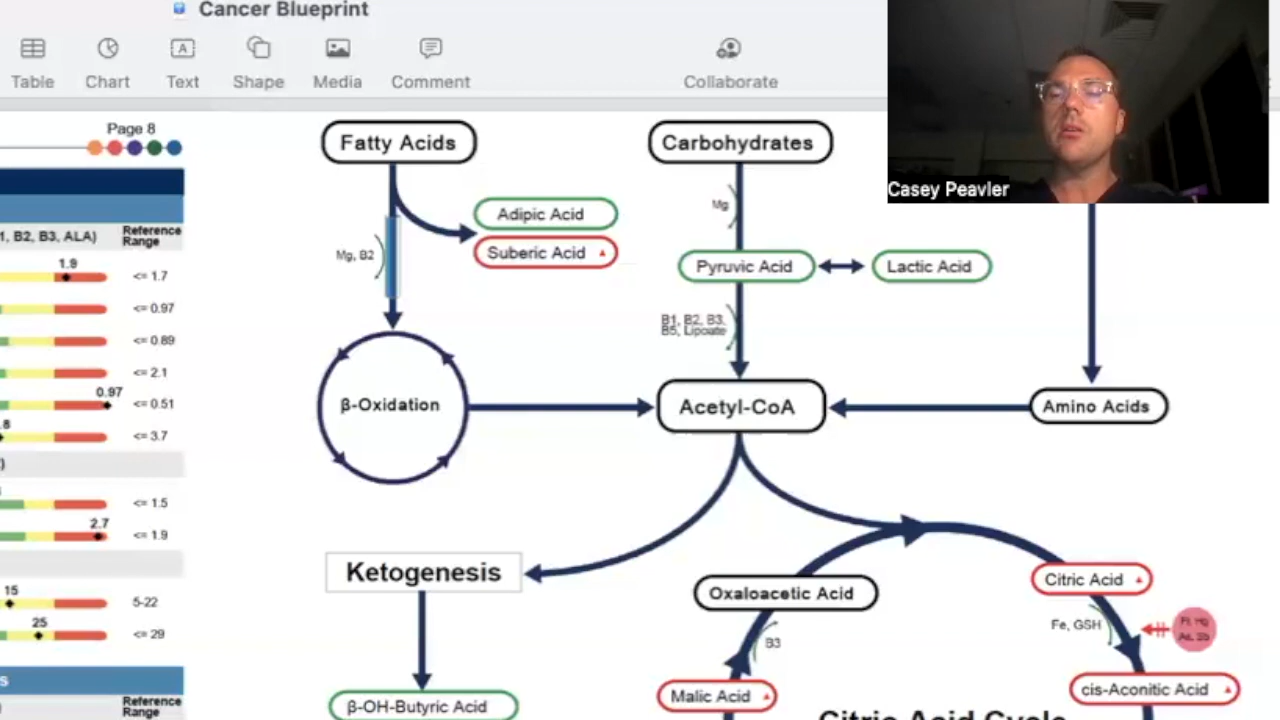 Cancer Blueprint
Table
Chart
Text
Shape
Media
Comment
Collaborate
Casey Peavler
Page 8
1, B2, B3, ALA)
Reference
Range
1.9
<= 1.7
<= 0.97
<= 0.89
<= 2.1
0.97
<= 0.51
.8
<= 3.7
)
<= 1.5
2.7
<= 1.9
15
5-22
25
<= 29
s
Reference
Range
)
Fatty Acids
Carbohydrates
Adipic Acid
Mg
Suberic Acid
Mg, B2
Pyruvic Acid
Lactic Acid
B1, B2, B3,
B5, Lipoate
β-Oxidation
Acetyl-CoA
Amino Acids
Ketogenesis
Citric Acid
Oxaloacetic Acid
Fe, GSH
B3
Malic Acid
cis-Aconitic Acid
β-OH-Butyric Acid
Citric Acid Cycle